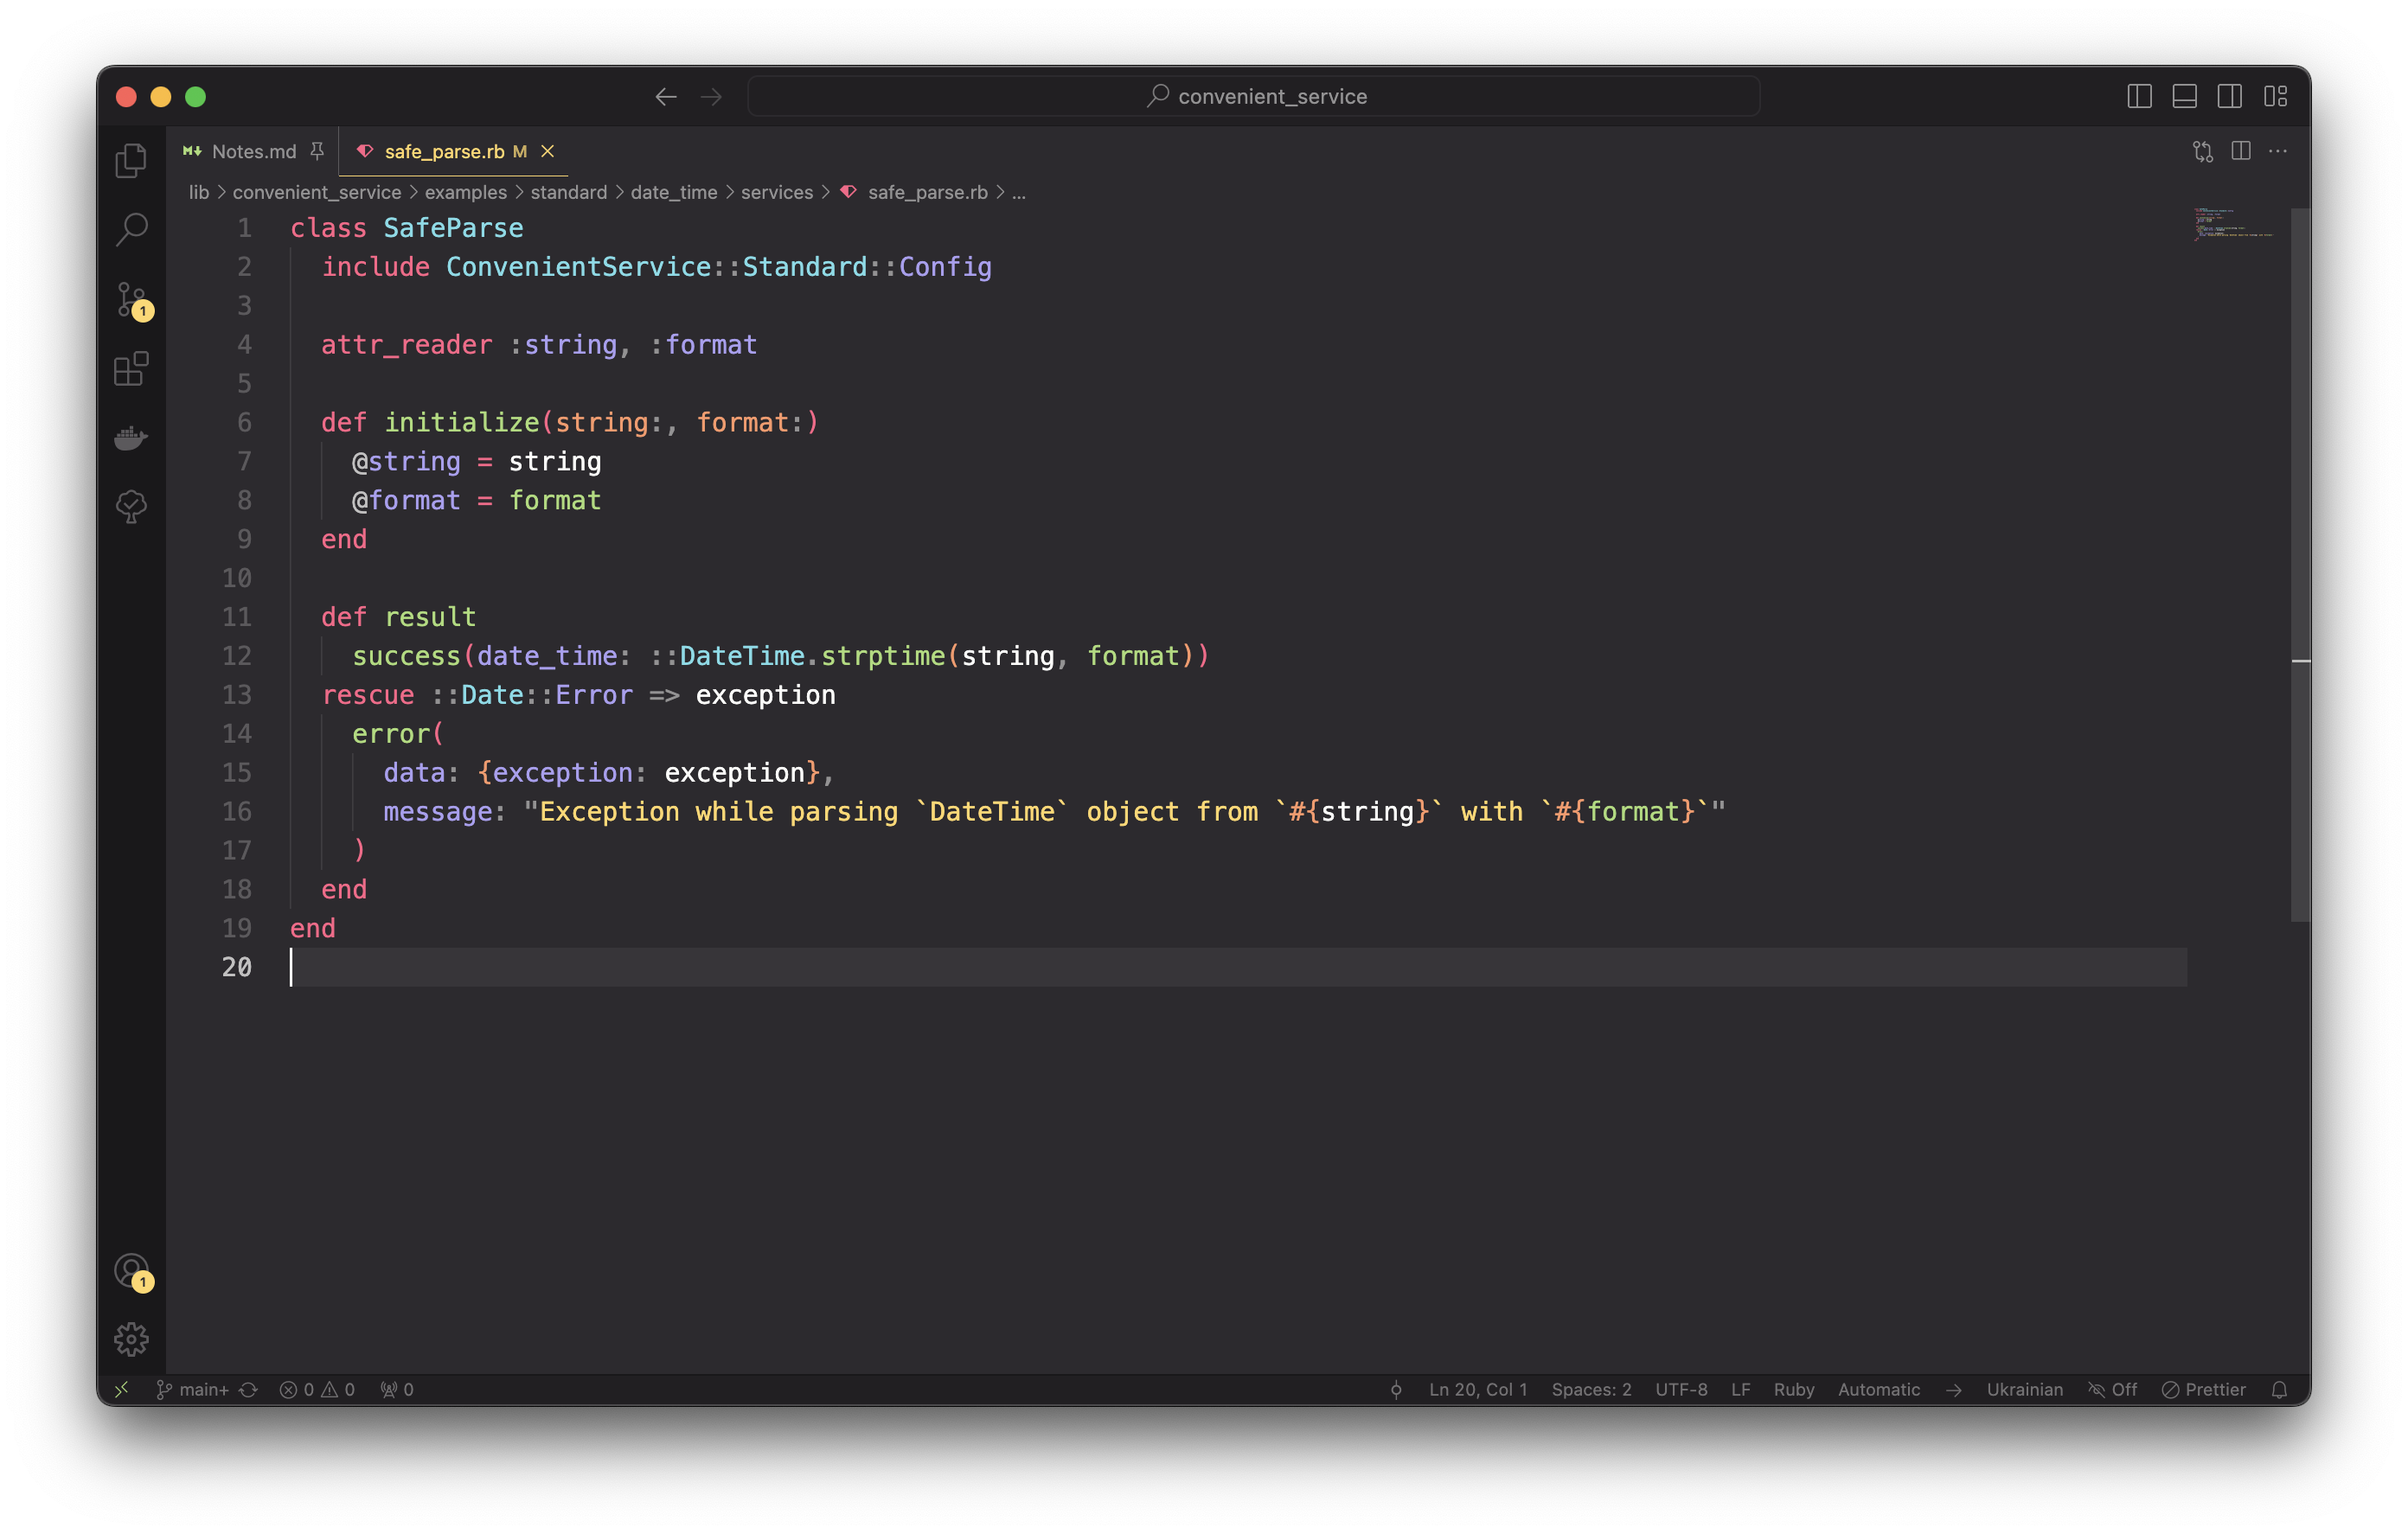 convenient_service
Notes.md
safe_parse.rb M
lib > convenient_service > examples > standard > date_time > services > safe_parse.rb > ...
1 class SafeParse
2   include ConvenientService::Standard::Config
3
4   attr_reader :string, :format
5
6   def initialize(string:, format:)
7     @string = string
8     @format = format
9   end
10
11   def result
12     success(date_time: ::DateTime.strptime(string, format))
13   rescue ::Date::Error => exception
14     error(
15       data: {exception: exception},
16       message: "Exception while parsing `DateTime` object from `#{string}` with `#{format}`"
17     )
18   end
19 end
20
1
1
main+ 0 0 0 Ln 20, Col 1 Spaces: 2 UTF-8 LF Ruby Automatic Ukrainian Off Prettier